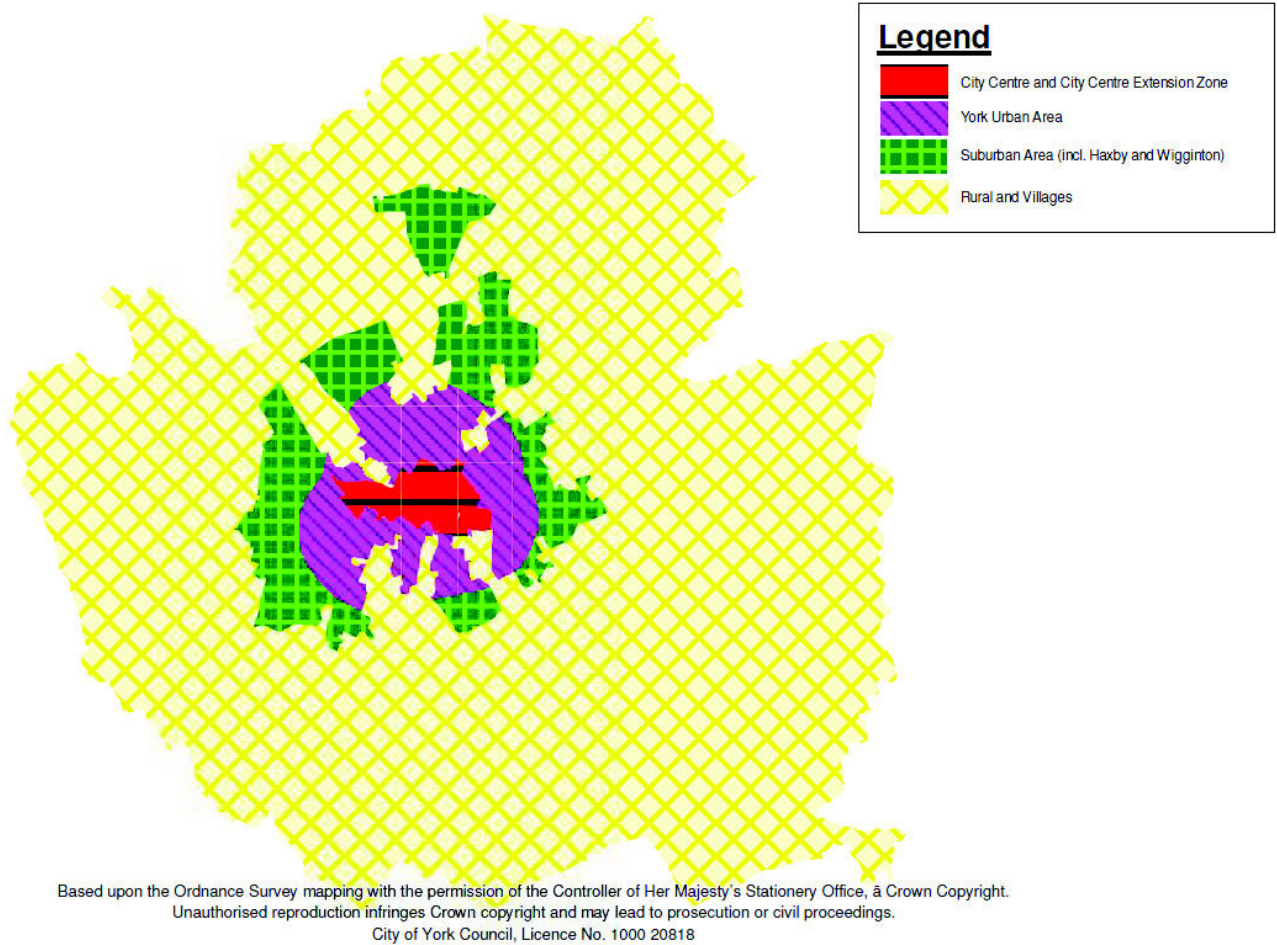 Legend
City Centre and City Centre Extension Zone
York Urban Area
Suburban Area (incl. Haxby and Wigginton)
Rural and Villages
Based upon the Ordnance Survey mapping with the permission of the Controller of Her Majesty's Stationery Office, ã Crown Copyright.
Unauthorised reproduction infringes Crown copyright and may lead to prosecution or civil proceedings.
City of York Council, Licence No. 1000 20818